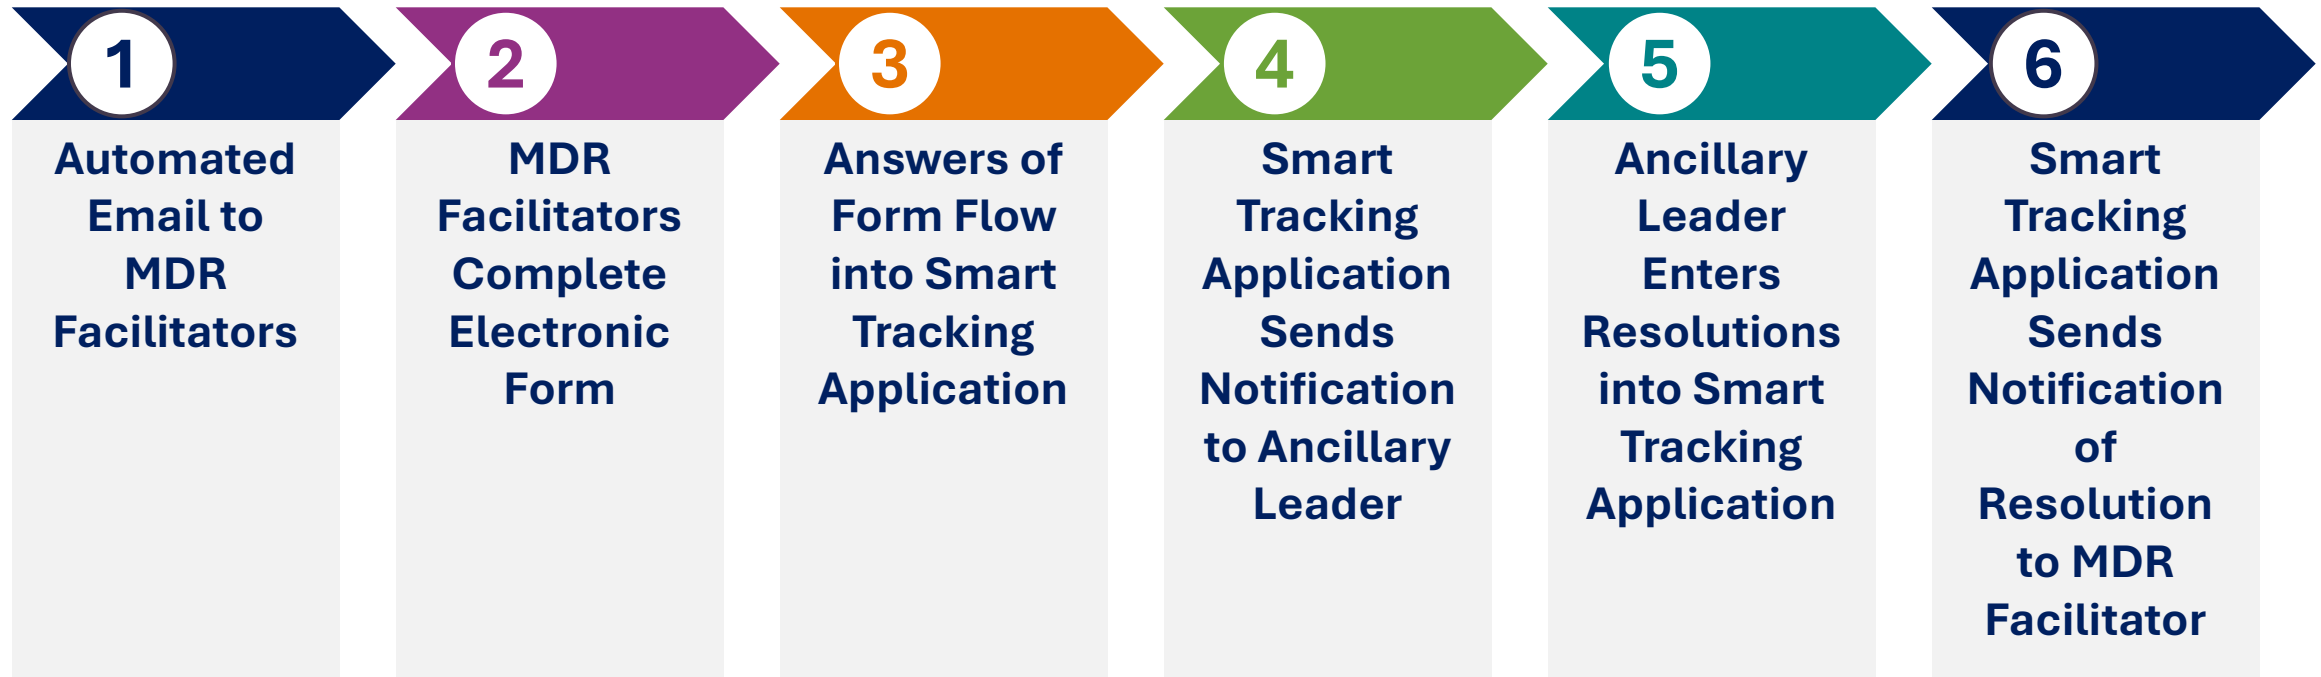 1
Automated
Email to
MDR
Facilitators
2
MDR
Facilitators
Complete
Electronic
Form
3
Answers of
Form Flow
into Smart
Tracking
Application
4
Smart
Tracking
Application
Sends
Notification
to Ancillary
Leader
5
Ancillary
Leader
Enters
Resolutions
into Smart
Tracking
Application
6
Smart
Tracking
Application
Sends
Notification
of
Resolution
to MDR
Facilitator